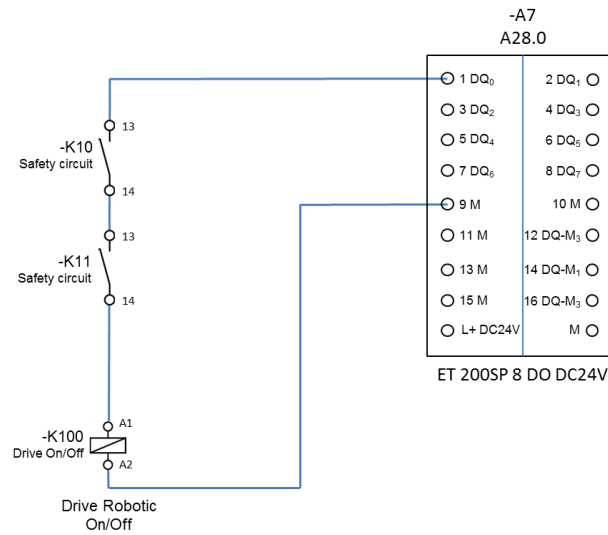 -A7
A28.0
1 DQ₀ 2 DQ₁
3 DQ₂ 4 DQ₃
5 DQ₄ 6 DQ₅
7 DQ₆ 8 DQ₇
9 M 10 M
11 M 12 DQ-M₃
13 M 14 DQ-M₁
15 M 16 DQ-M₃
L+ DC24V M
ET 200SP 8 DO DC24V
13
-K10
Safety circuit
14
13
-K11
Safety circuit
14
A1
-K100
Drive On/Off
A2
Drive Robotic
On/Off